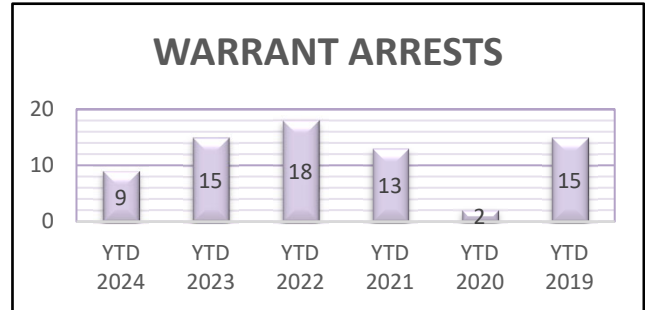 WARRANT ARRESTS
20
10
0
9
15
18
13
2
15
YTD 2024
YTD 2023
YTD 2022
YTD 2021
YTD 2020
YTD 2019